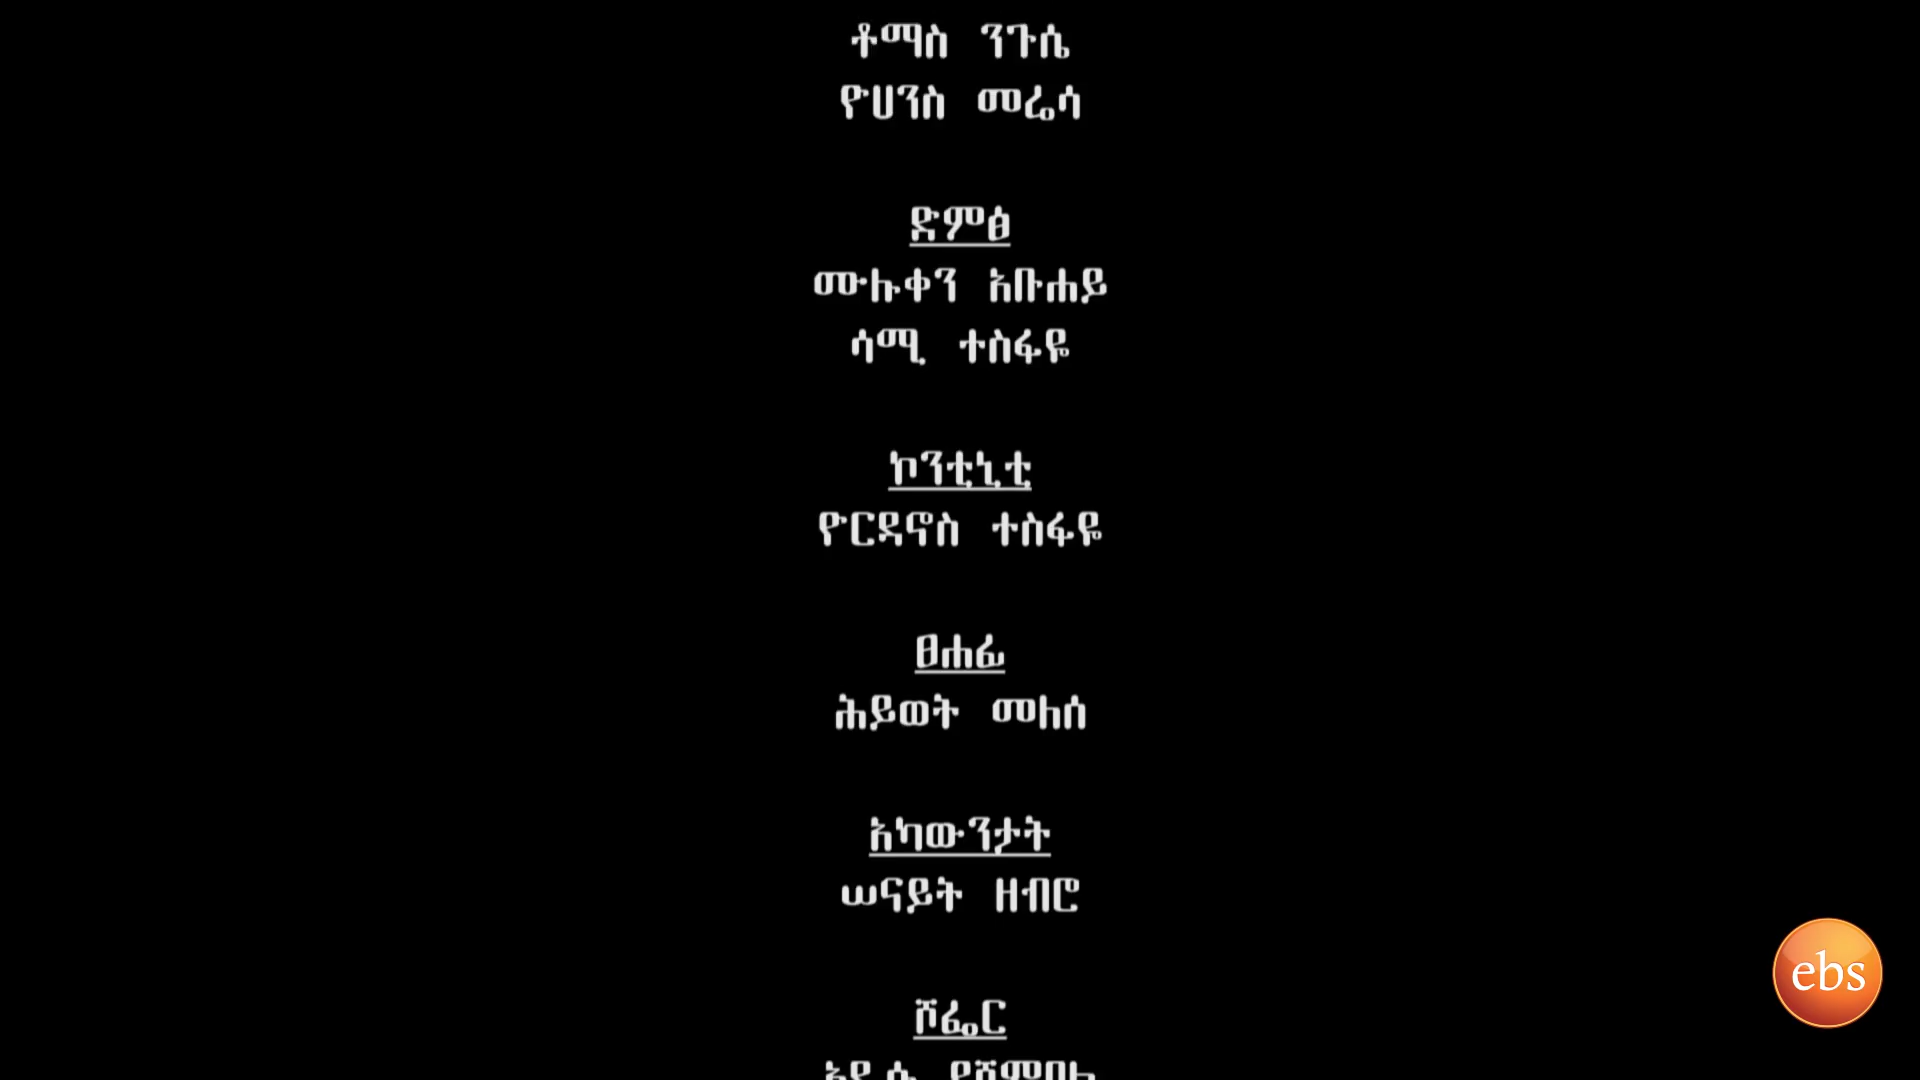 ቶማስ ንጉሴ
ዮሀንስ መሬሳ
ድምፅ
ሙሉቀን አቡሐይ
ሳሚ ተስፋዬ
ኮንቲኒቲ
ዮርዳኖስ ተስፋዬ
ፀሐፊ
ሕይወት መለሰ
አካውንታት
ሠናይት ዘብሮ
ሾፌር
ebs